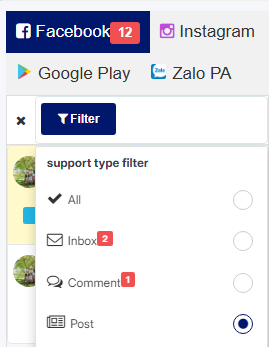 Facebook 12 Instagram
Google Play Zalo PA
× Filter
support type filter
All
Inbox 2
Comment 1
Post